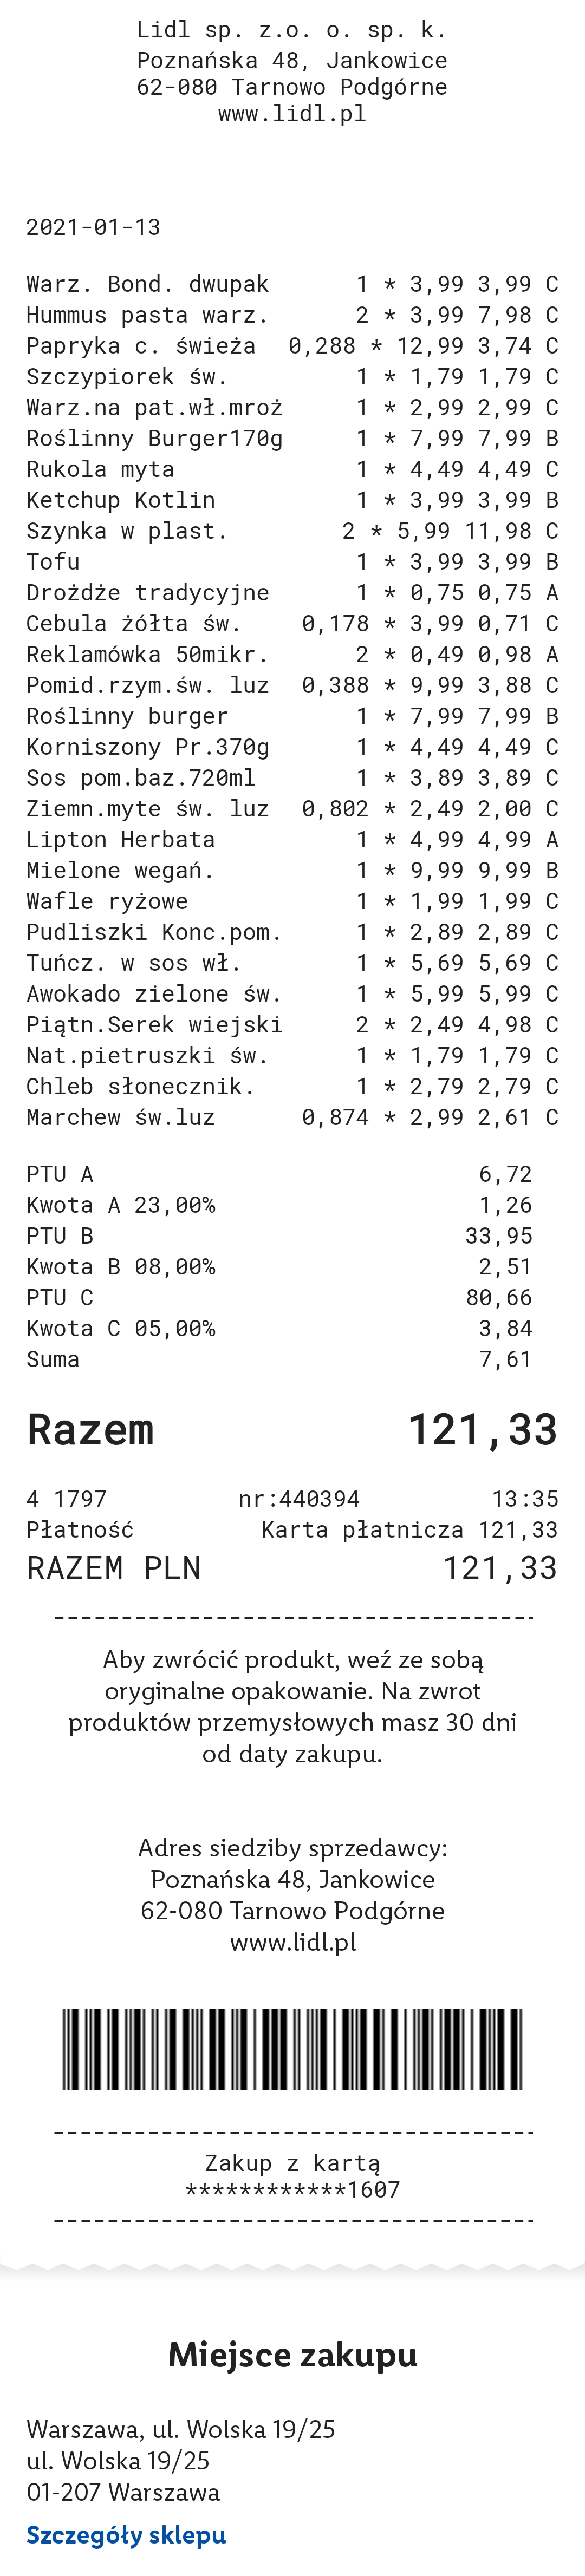 Lidl sp. z.o. o. sp. k.
Poznańska 48, Jankowice
62-080 Tarnowo Podgórne
www.lidl.pl
2021-01-13
Warz. Bond. dwupak 1 * 3,99 3,99 C
Hummus pasta warz. 2 * 3,99 7,98 C
Papryka c. świeża 0,288 * 12,99 3,74 C
Szczypiorek św. 1 * 1,79 1,79 C
Warz.na pat.wł.mroż 1 * 2,99 2,99 C
Roślinny Burger170g 1 * 7,99 7,99 B
Rukola myta 1 * 4,49 4,49 C
Ketchup Kotlin 1 * 3,99 3,99 B
Szynka w plast. 2 * 5,99 11,98 C
Tofu 1 * 3,99 3,99 B
Drożdże tradycyjne 1 * 0,75 0,75 A
Cebula żółta św. 0,178 * 3,99 0,71 C
Reklamówka 50mikr. 2 * 0,49 0,98 A
Pomid.rzym.św. luz 0,388 * 9,99 3,88 C
Roślinny burger 1 * 7,99 7,99 B
Korniszony Pr.370g 1 * 4,49 4,49 C
Sos pom.baz.720ml 1 * 3,89 3,89 C
Ziemn.myte św. luz 0,802 * 2,49 2,00 C
Lipton Herbata 1 * 4,99 4,99 A
Mielone wegań. 1 * 9,99 9,99 B
Wafle ryżowe 1 * 1,99 1,99 C
Pudliszki Konc.pom. 1 * 2,89 2,89 C
Tuńcz. w sos wł. 1 * 5,69 5,69 C
Awokado zielone św. 1 * 5,99 5,99 C
Piątn.Serek wiejski 2 * 2,49 4,98 C
Nat.pietruszki św. 1 * 1,79 1,79 C
Chleb słonecznik. 1 * 2,79 2,79 C
Marchew św.luz 0,874 * 2,99 2,61 C
PTU A 6,72
Kwota A 23,00% 1,26
PTU B 33,95
Kwota B 08,00% 2,51
PTU C 80,66
Kwota C 05,00% 3,84
Suma 7,61
Razem 121,33
4 1797 nr:440394 13:35
Płatność Karta płatnicza 121,33
RAZEM PLN 121,33
Aby zwrócić produkt, weź ze sobą
oryginalne opakowanie. Na zwrot
produktów przemysłowych masz 30 dni
od daty zakupu.
Adres siedziby sprzedawcy:
Poznańska 48, Jankowice
62-080 Tarnowo Podgórne
www.lidl.pl
Zakup z kartą
************1607
Miejsce zakupu
Warszawa, ul. Wolska 19/25
ul. Wolska 19/25
01-207 Warszawa
Szczegóły sklepu